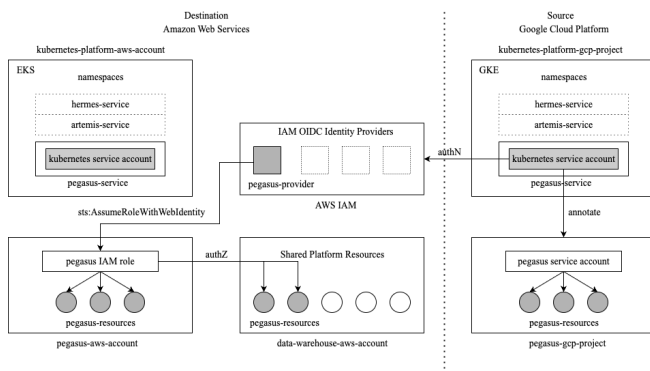 Destination
Amazon Web Services
Source
Google Cloud Platform
kubernetes-platform-aws-account
EKS
namespaces
hermes-service
artemis-service
kubernetes service account
pegasus-service
IAM OIDC Identity Providers
pegasus-provider
AWS IAM
authN
kubernetes-platform-gcp-project
GKE
namespaces
hermes-service
artemis-service
kubernetes service account
pegasus-service
sts:AssumeRoleWithWebIdentity
annotate
pegasus IAM role
pegasus-resources
pegasus-aws-account
authZ
Shared Platform Resources
pegasus-resources
data-warehouse-aws-account
pegasus service account
pegasus-resources
pegasus-gcp-project